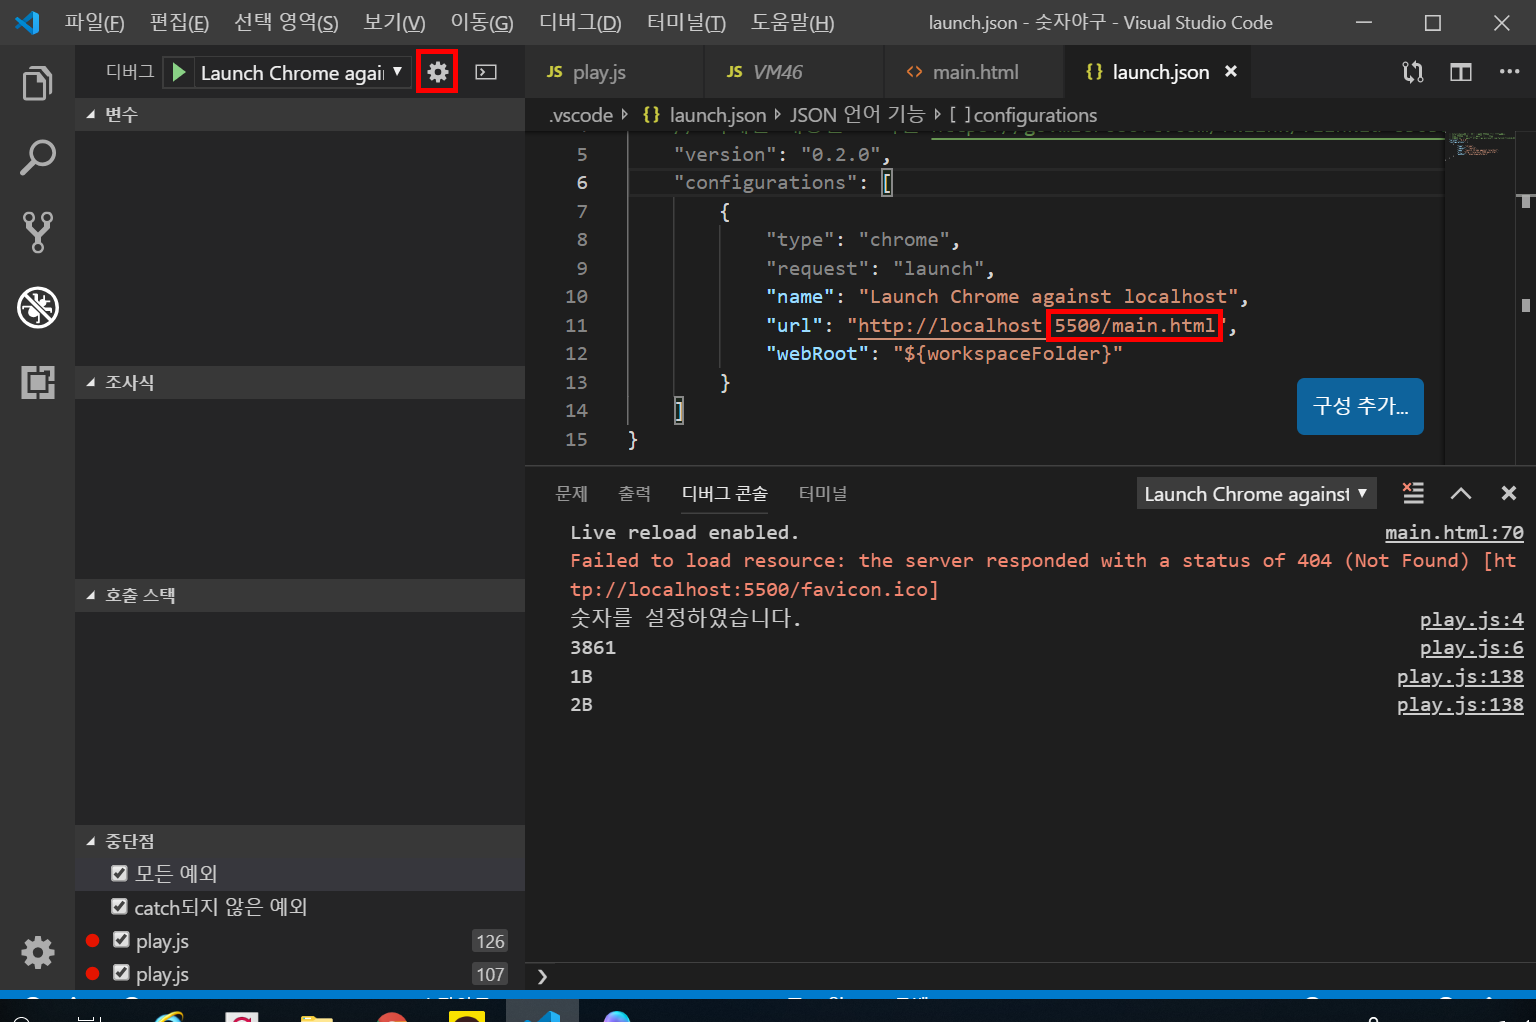 파일(F) 편집(E) 선택 영역(S) 보기(V) 이동(G) 디버그(D) 터미널(T) 도움말(H) launch.json - 숫자야구 - Visual Studio Code
디버그 Launch Chrome agai
JS play.js JS VM46 <> main.html {} launch.json
.vscode {} launch.json JSON 언어 기능 [ ] configurations
변수
조사식
호출 스택
중단점
모든 예외
catch되지 않은 예외
play.js 126
play.js 107
5 "version": "0.2.0",
6 "configurations": [
7 {
8 "type": "chrome",
9 "request": "launch",
10 "name": "Launch Chrome against localhost",
11 "url": "http://localhost 5500/main.html",
12 "webRoot": "${workspaceFolder}"
13 }
14 ]
15 }
구성 추가...
문제 출력 디버그 콘솔 터미널 Launch Chrome against
Live reload enabled. main.html:70
Failed to load resource: the server responded with a status of 404 (Not Found) [ht
tp://localhost:5500/favicon.ico]
숫자를 설정하였습니다. play.js:4
3861 play.js:6
1B play.js:138
2B play.js:138